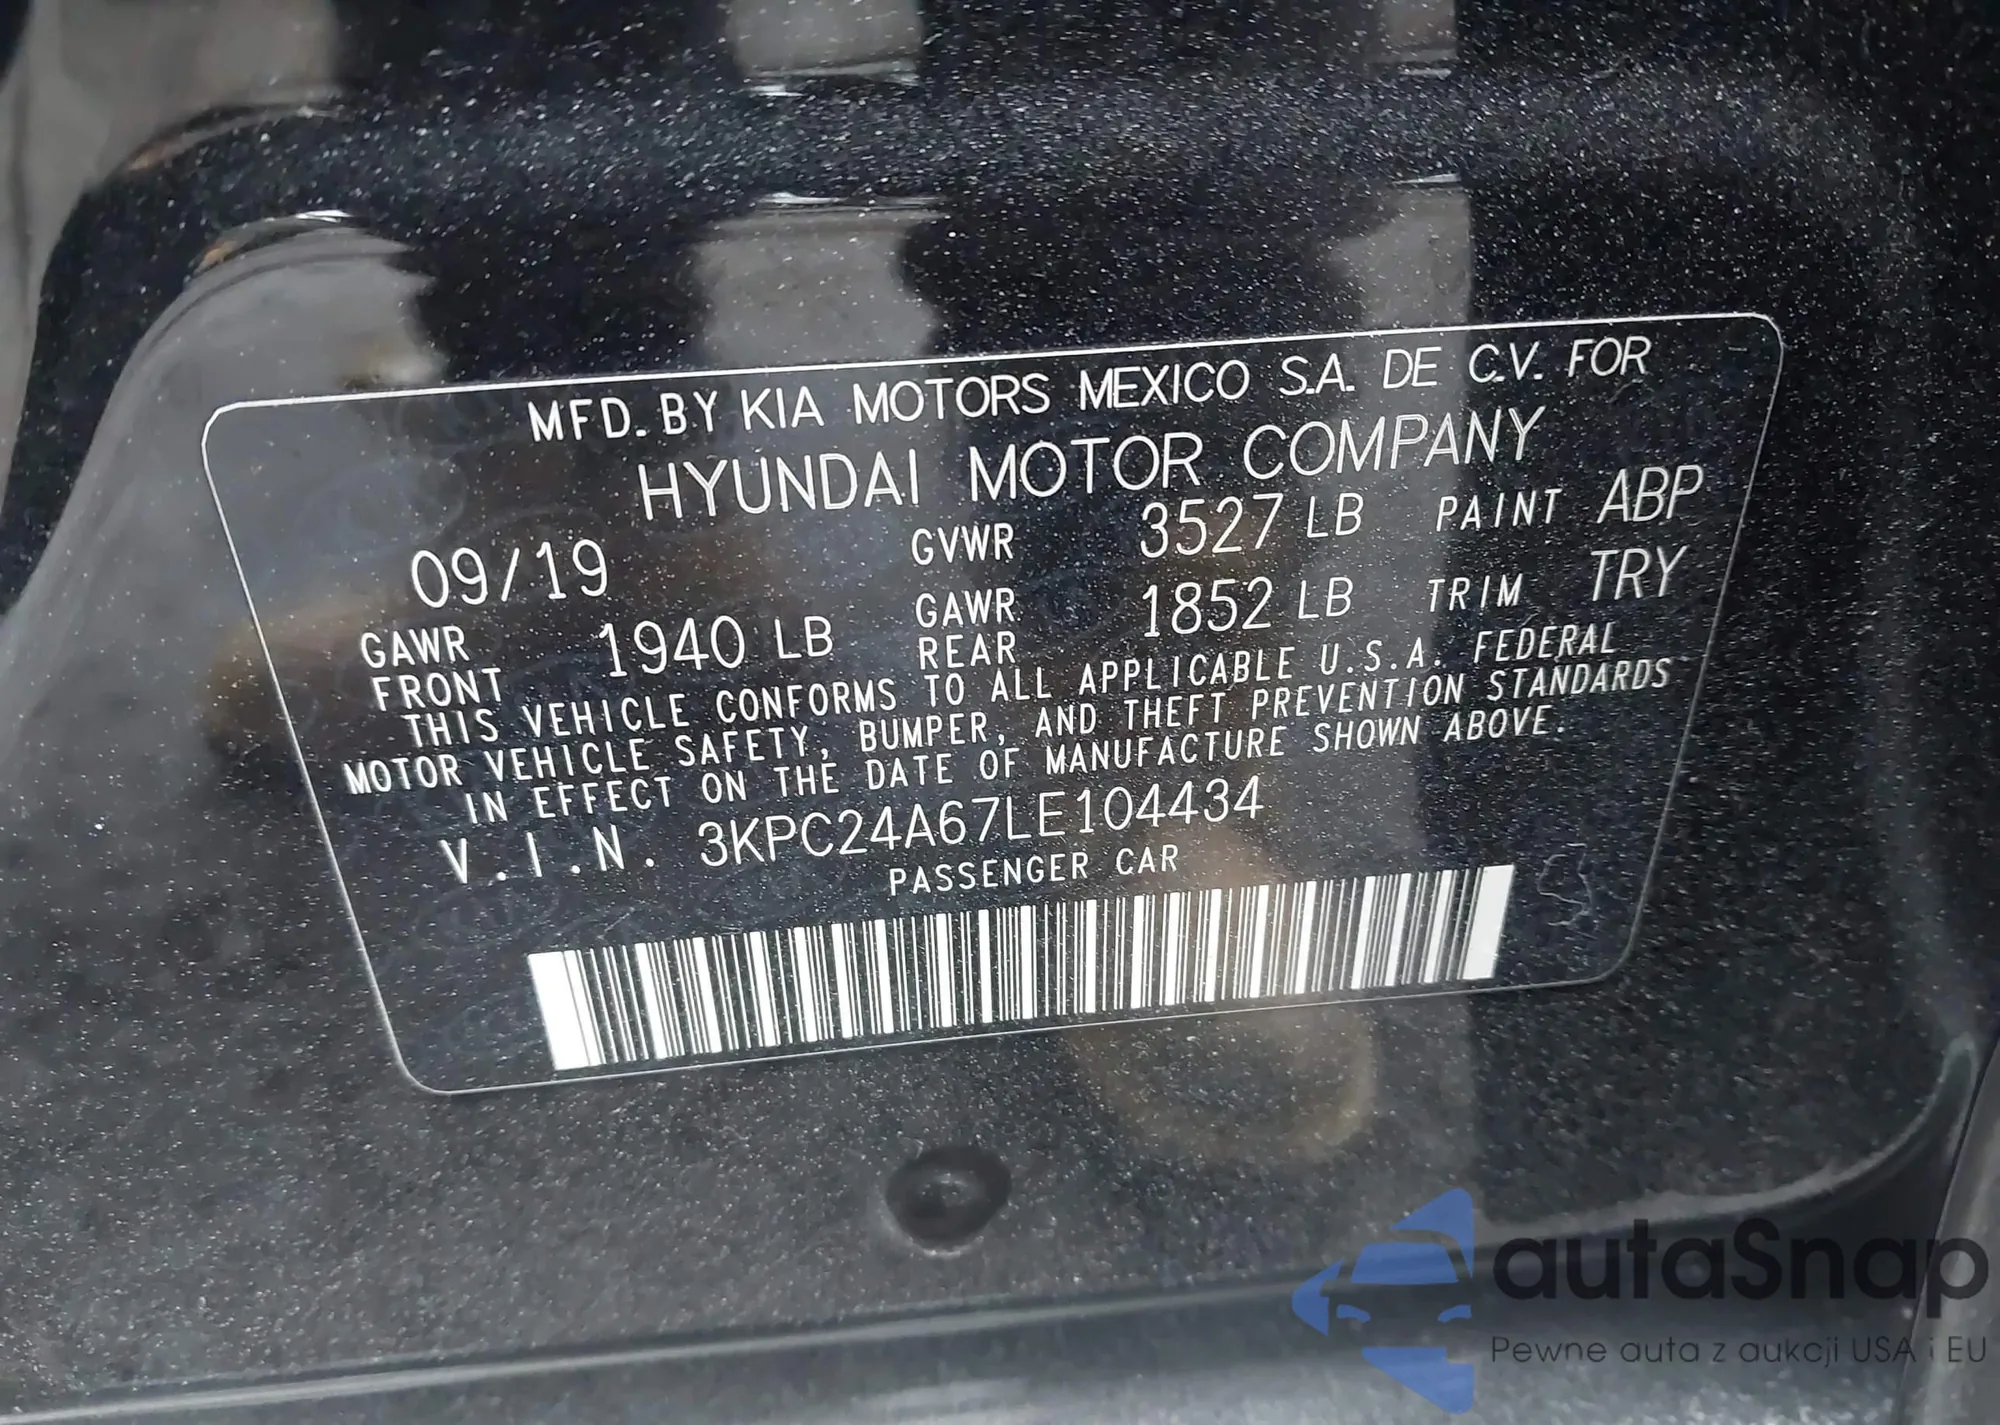 MFD. BY KIA MOTORS MEXICO S.A. DE C.V. FOR
HYUNDAI MOTOR COMPANY
09/19 GVWR 3527 LB PAINT ABP
GAWR FRONT 1940 LB GAWR REAR 1852 LB TRIM TRY
THIS VEHICLE CONFORMS TO ALL APPLICABLE U.S.A. FEDERAL
MOTOR VEHICLE SAFETY, BUMPER, AND THEFT PREVENTION STANDARDS
IN EFFECT ON THE DATE OF MANUFACTURE SHOWN ABOVE.
V.I.N. 3KPC24A67LE104434
PASSENGER CAR
autaSnap
Pewne auta z aukcji USA i EU